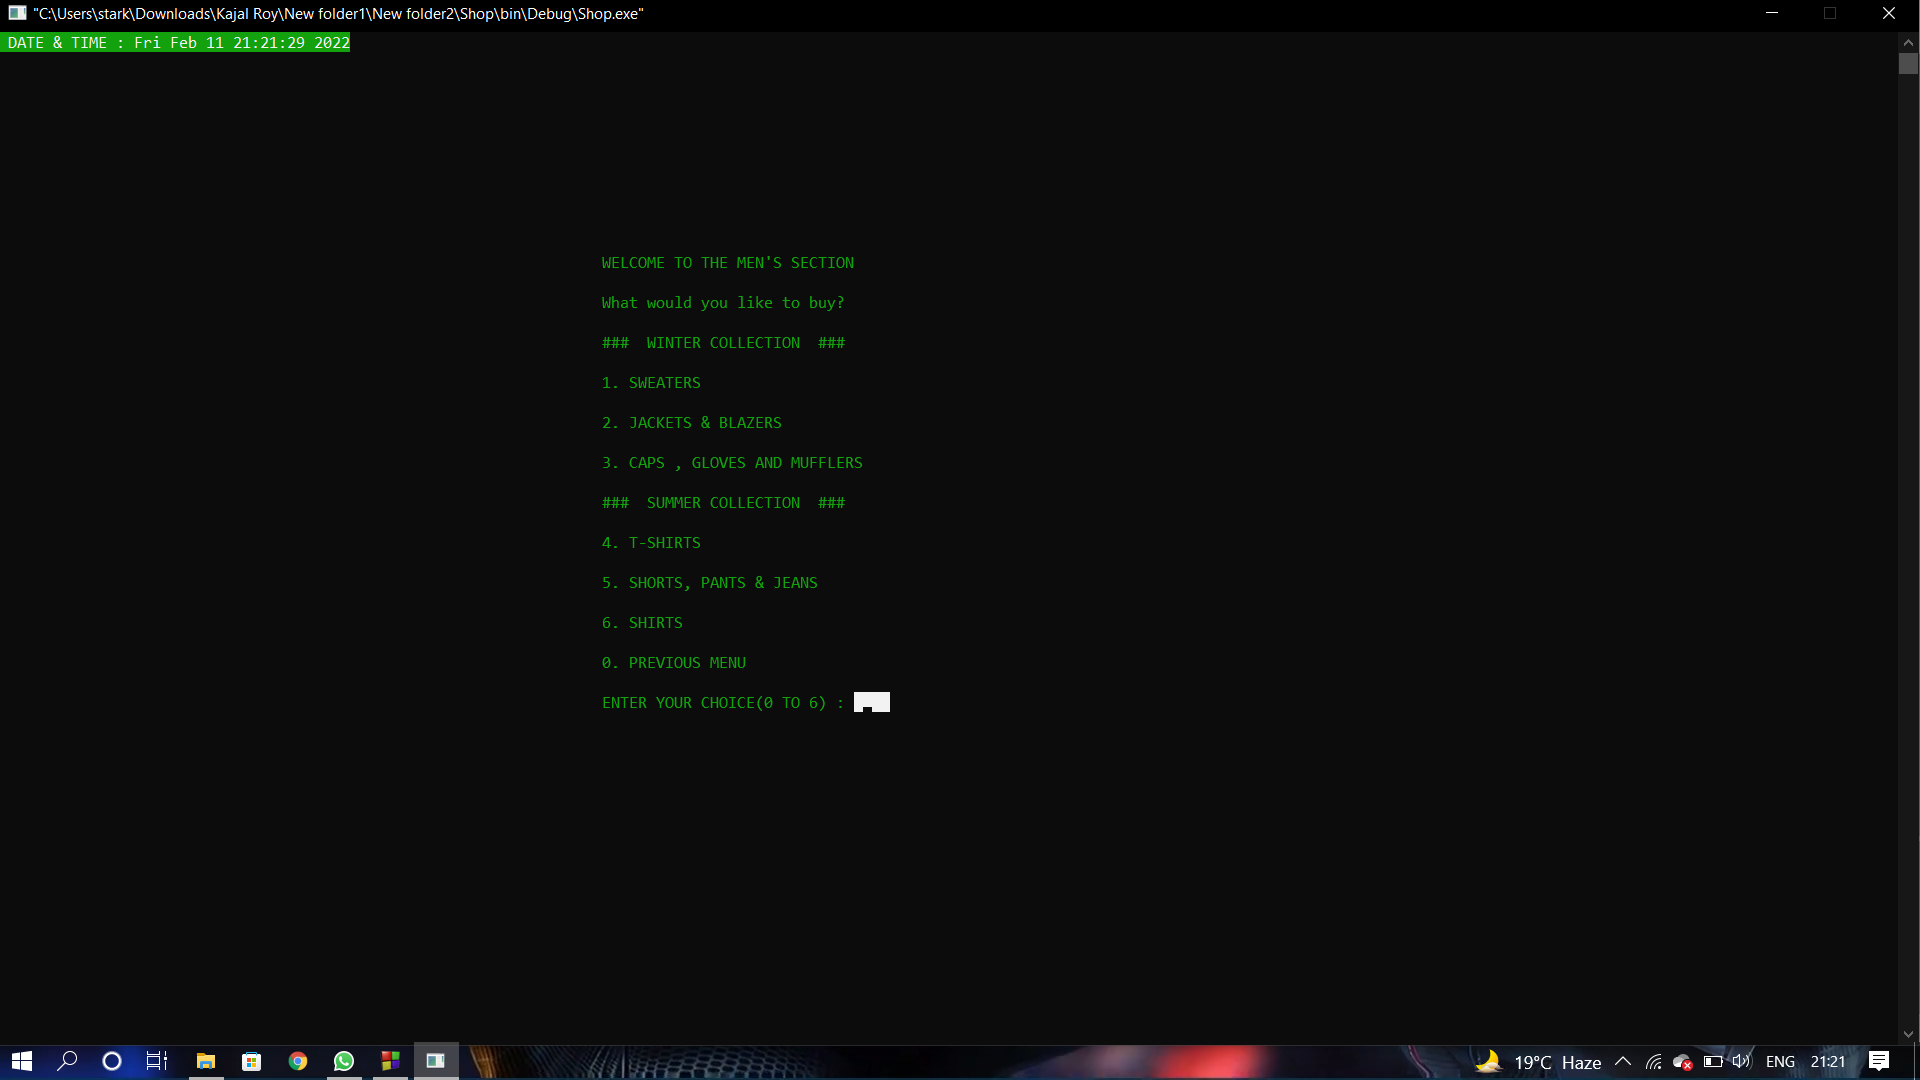 "C:\Users\stark\Downloads\Kajal Roy\New folder1\New folder2\Shop\bin\Debug\Shop.exe"
DATE & TIME : Fri Feb 11 21:21:29 2022
WELCOME TO THE MEN'S SECTION
What would you like to buy?
###  WINTER COLLECTION  ###
1. SWEATERS
2. JACKETS & BLAZERS
3. CAPS , GLOVES AND MUFFLERS
###  SUMMER COLLECTION  ###
4. T-SHIRTS
5. SHORTS, PANTS & JEANS
6. SHIRTS
0. PREVIOUS MENU
ENTER YOUR CHOICE(0 TO 6) :
19°C Haze ENG 21:21